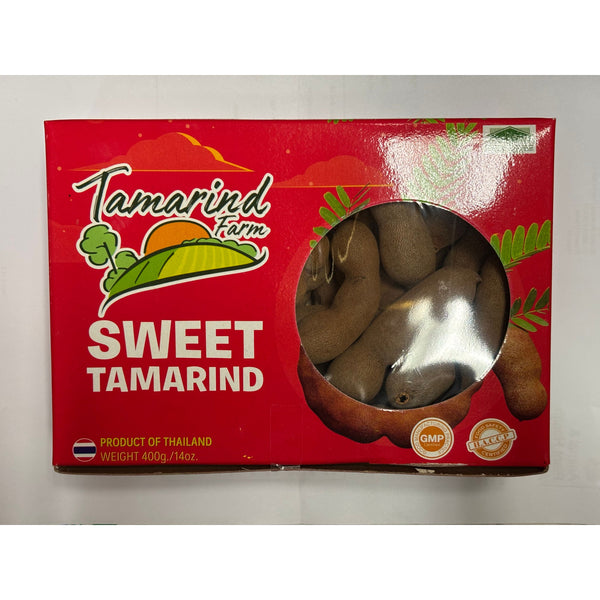 Tamarind
Farm
SWEET
TAMARIND
PRODUCT OF THAILAND
WEIGHT 400g./14oz.
GMP
H.A.C.C.P